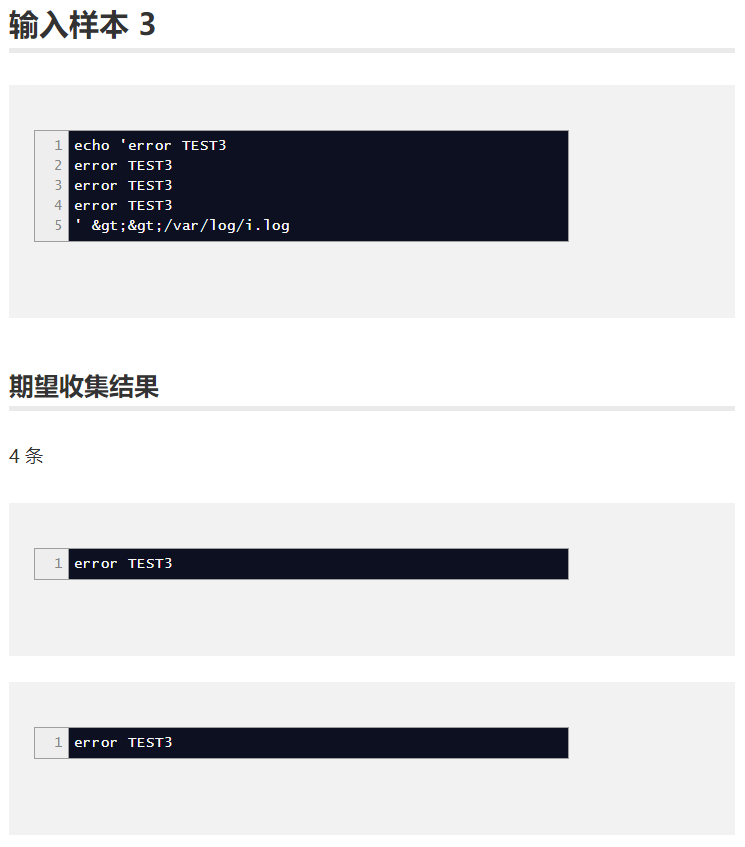 输入样本 3
1 echo 'error TEST3
2 error TEST3
3 error TEST3
4 error TEST3
5 ' &gt;&gt;/var/log/i.log
期望收集结果
4 条
1 error TEST3
1 error TEST3